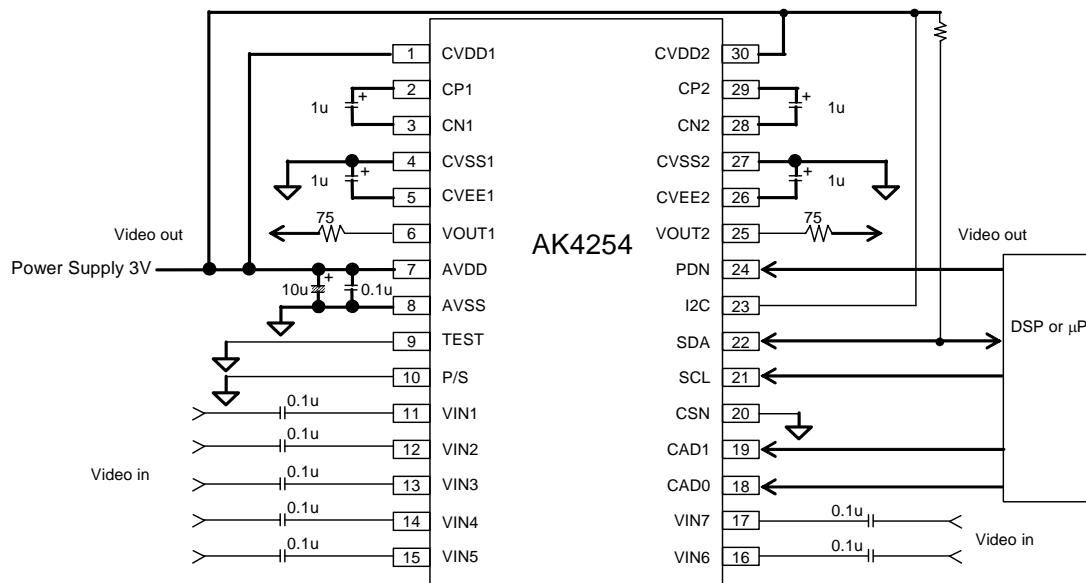 1 CVDD1 CVDD2 30
2 CP1 CP2 29
1u + + 1u
3 CN1 CN2 28
4 CVSS1 CVSS2 27
1u + + 1u
5 CVEE1 CVEE2 26
75 75
Video out 6 VOUT1 AK4254 VOUT2 25 Video out
Power Supply 3V 7 AVDD PDN 24
10u + 0.1u
8 AVSS I2C 23
DSP or μP
9 TEST SDA 22
10 P/S SCL 21
0.1u 11 VIN1 CSN 20
0.1u 12 VIN2 CAD1 19
Video in 0.1u 13 VIN3 CAD0 18
0.1u 14 VIN4 VIN7 17 0.1u
Video in
0.1u 15 VIN5 VIN6 16 0.1u